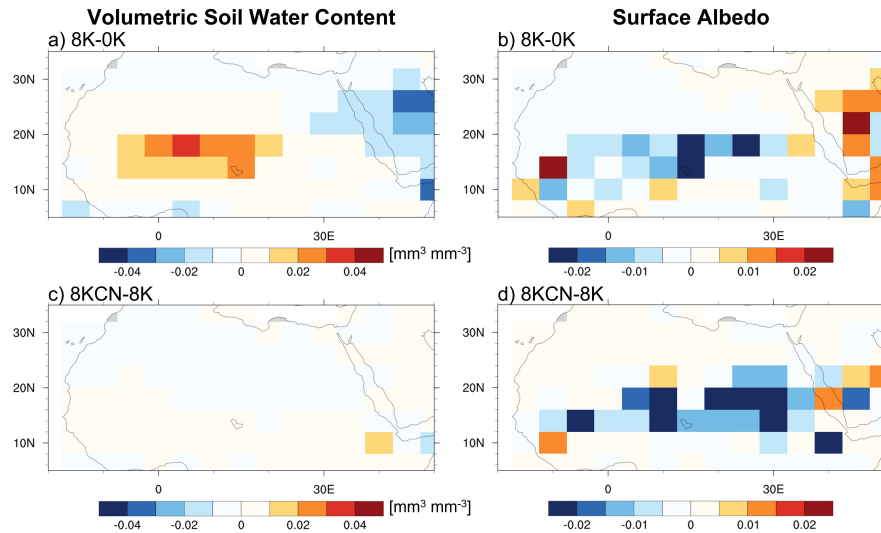 Volumetric Soil Water Content
Surface Albedo
a) 8K-0K
b) 8K-0K
30N
20N
10N
30N
20N
10N
0
30E
0
30E
-0.04
-0.02
0
0.02
0.04
[mm³ mm⁻³]
-0.02
-0.01
0
0.01
0.02
c) 8KCN-8K
d) 8KCN-8K
30N
20N
10N
30N
20N
10N
0
30E
0
30E
-0.04
-0.02
0
0.02
0.04
[mm³ mm⁻³]
-0.02
-0.01
0
0.01
0.02